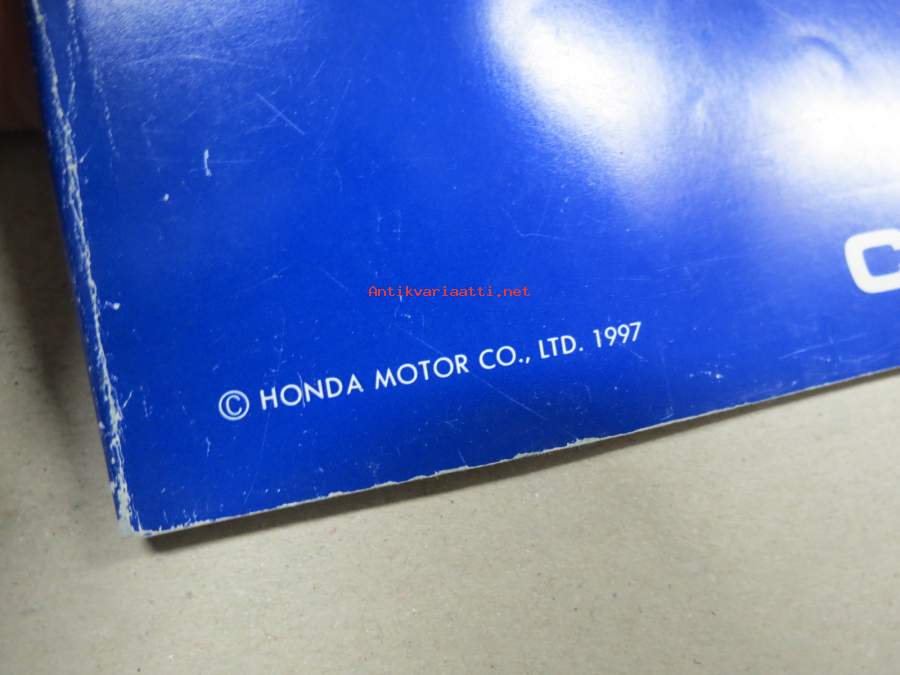 C
Antikvariaatti.net
© HONDA MOTOR CO., LTD. 1997